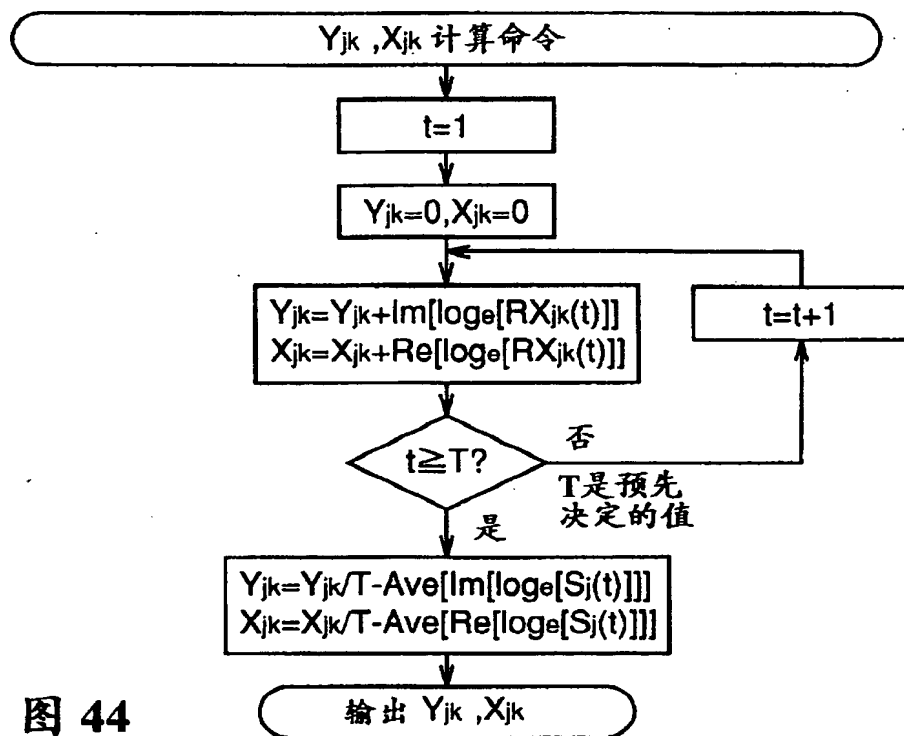 Yjk ,Xjk 计算命令
t=1
Yjk=0,Xjk=0
Yjk=Yjk+Im[loge[RXjk(t)]]
Xjk=Xjk+Re[loge[RXjk(t)]]
t=t+1
t≧T?
否
T是预先
决定的值
是
Yjk=Yjk/T-Ave[Im[loge[Sj(t)]]]
Xjk=Xjk/T-Ave[Re[loge[Sj(t)]]]
输出 Yjk ,Xjk
图 44